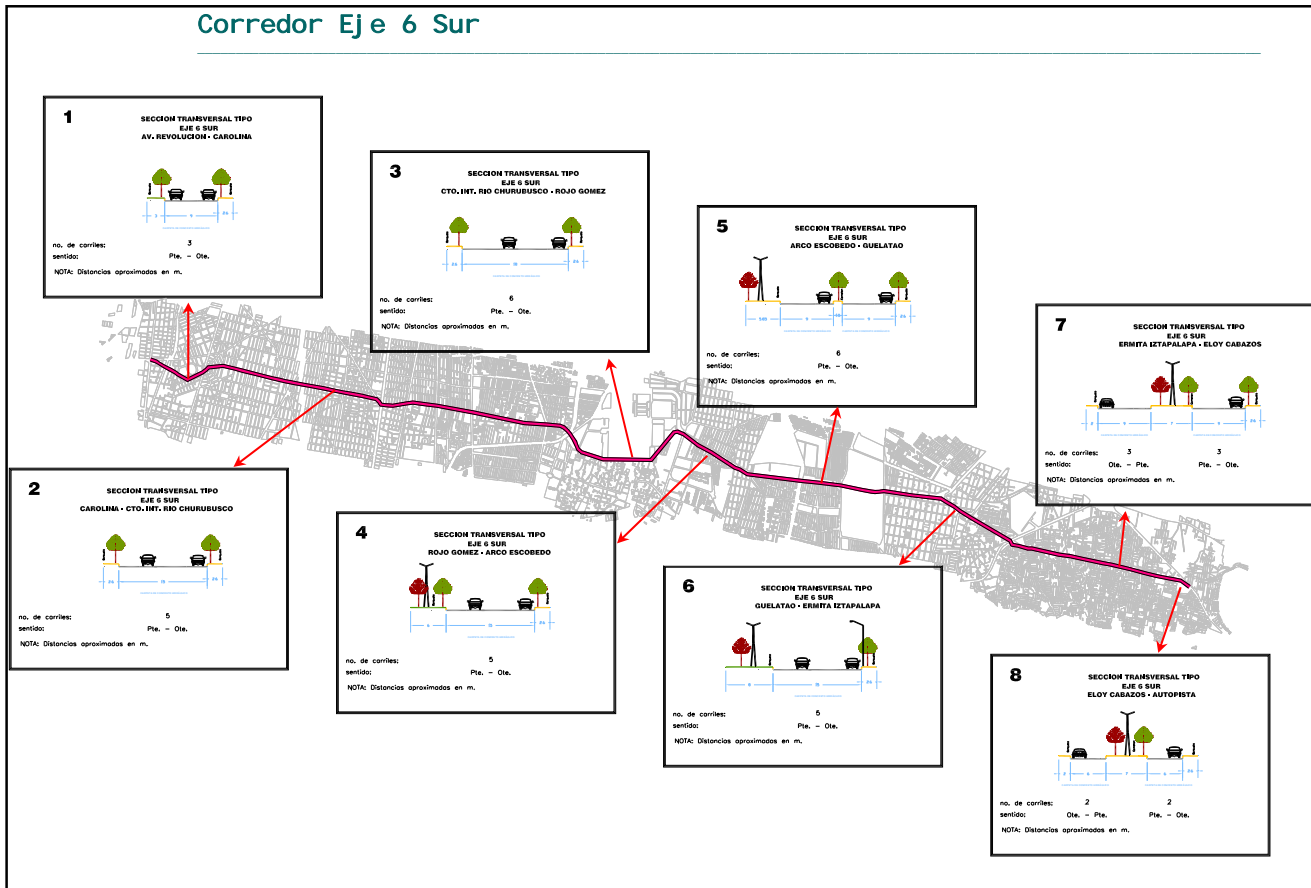 Corredor Eje 6 Sur
1
SECCION TRANSVERSAL TIPO
EJE 6 SUR
AV. REVOLUCION - CAROLINA
no. de carriles: 3
sentido: Pte. - Ote.
NOTA: Distancias aproximadas en m.
3
SECCION TRANSVERSAL TIPO
EJE 6 SUR
CTO. INT. RIO CHURUBUSCO - ROJO GOMEZ
no. de carriles: 6
sentido: Pte. - Ote.
NOTA: Distancias aproximadas en m.
5
SECCION TRANSVERSAL TIPO
EJE 6 SUR
ARCO ESCOBEDO - GUELATAO
no. de carriles: 6
sentido: Pte. - Ote.
NOTA: Distancias aproximadas en m.
7
SECCION TRANSVERSAL TIPO
EJE 6 SUR
ERMITA IZTAPALAPA - ELOY CABAZOS
no. de carriles: 3 3
sentido: Ote. - Pte. Pte. - Ote.
NOTA: Distancias aproximadas en m.
2
SECCION TRANSVERSAL TIPO
EJE 6 SUR
CAROLINA - CTO. INT. RIO CHURUBUSCO
no. de carriles: 5
sentido: Pte. - Ote.
NOTA: Distancias aproximadas en m.
4
SECCION TRANSVERSAL TIPO
EJE 6 SUR
ROJO GOMEZ - ARCO ESCOBEDO
no. de carriles: 5
sentido: Pte. - Ote.
NOTA: Distancias aproximadas en m.
6
SECCION TRANSVERSAL TIPO
EJE 6 SUR
GUELATAO - ERMITA IZTAPALAPA
no. de carriles: 5
sentido: Pte. - Ote.
NOTA: Distancias aproximadas en m.
8
SECCION TRANSVERSAL TIPO
EJE 6 SUR
ELOY CABAZOS - AUTOPISTA
no. de carriles: 2 2
sentido: Ote. - Pte. Pte. - Ote.
NOTA: Distancias aproximadas en m.